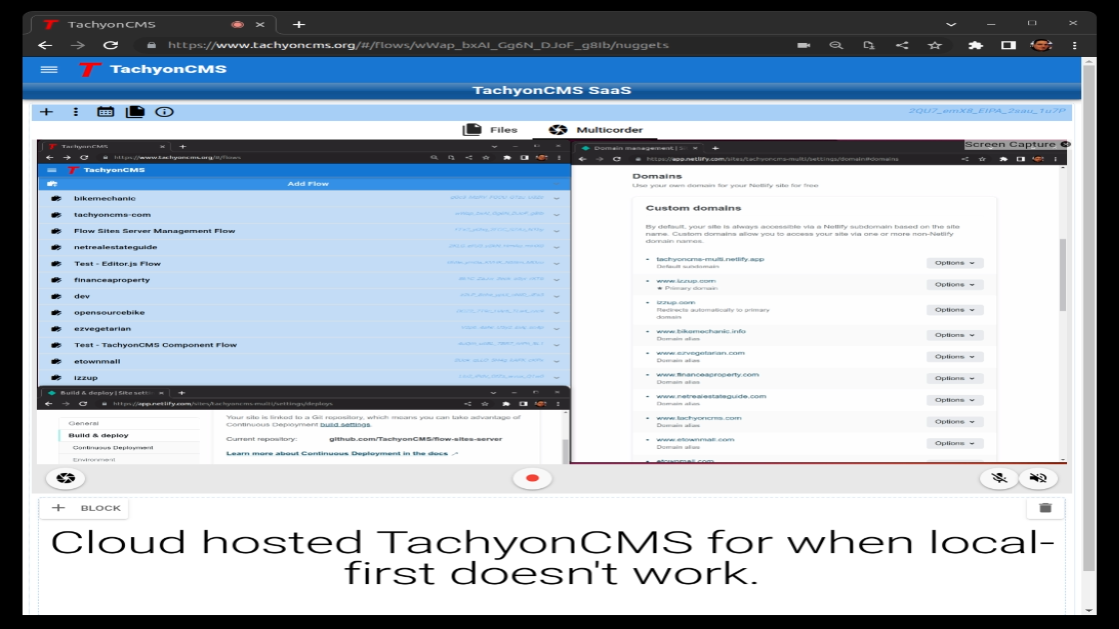 TachyonCMS
https://www.tachyoncms.org/#/flows/wWap_bxAI_Gg6N_DJoF_g8Ib/nuggets
TachyonCMS
TachyonCMS SaaS
Files
Multicorder
Screen Capture
TachyonCMS
https://www.tachyoncms.org/#/flows
TachyonCMS
Add Flow
bikemechanic
tachyoncms-com
Flow Sites Server Management Flow
netrealestateguide
Test - Editor.js Flow
financeaproperty
dev
opensourcebike
ezvegetarian
Test - TachyonCMS Component Flow
etownmall
izzup
Build & deploy | Site setti
https://app.netlify.com/sites/tachyoncms-multi/settings/deploys
General
Build & deploy
Continuous Deployment
Environment
Your site is linked to a Git repository, which means you can take advantage of
Continuous Deployment build settings.
Current repository: github.com/TachyonCMS/flow-sites-server
Learn more about Continuous Deployment in the docs
Domain management | S
https://app.netlify.com/sites/tachyoncms-multi/settings/domain#domains
Domains
Use your own domain for your Netlify site for free
Custom domains
By default, your site is always accessible via a Netlify subdomain based on the site
name. Custom domains allow you to access your site via one or more non-Netlify
domain names.
tachyoncms-multi.netlify.app
Default subdomain
Options
www.izzup.com
Primary domain
Options
izzup.com
Redirects automatically to primary
domain
Options
www.bikemechanic.info
Domain alias
Options
www.ezvegetarian.com
Domain alias
Options
www.financeaproperty.com
Domain alias
Options
www.netrealestateguide.com
Domain alias
Options
www.tachyoncms.com
Domain alias
Options
www.etownmall.com
Domain alias
Options
BLOCK
Cloud hosted TachyonCMS for when local-
first doesn't work.